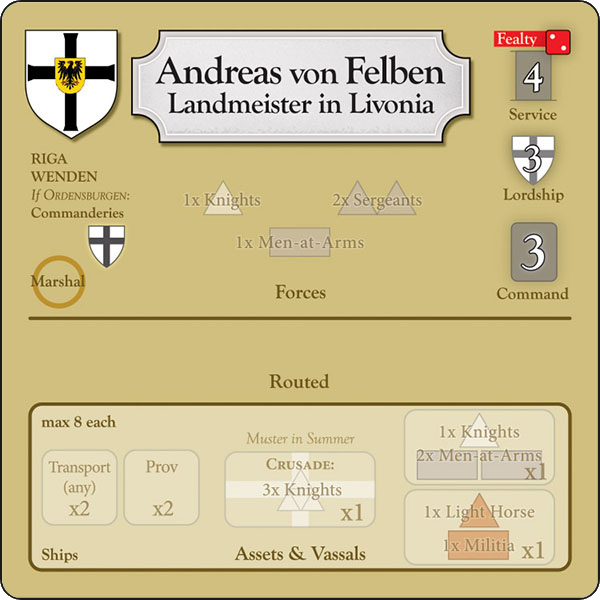 Andreas von Felben
Landmeister in Livonia
Fealty
4
Service
3
Lordship
3
Command
RIGA
WENDEN
If ORDENSBURGEN:
Commanderies
Marshal
1x Knights
2x Sergeants
1x Men-at-Arms
Forces
Routed
max 8 each
Transport
(any)
x2
Prov
x2
Ships
Muster in Summer
CRUSADE:
3x Knights
x1
Assets & Vassals
1x Knights
2x Men-at-Arms
x1
1x Light Horse
1x Militia
x1